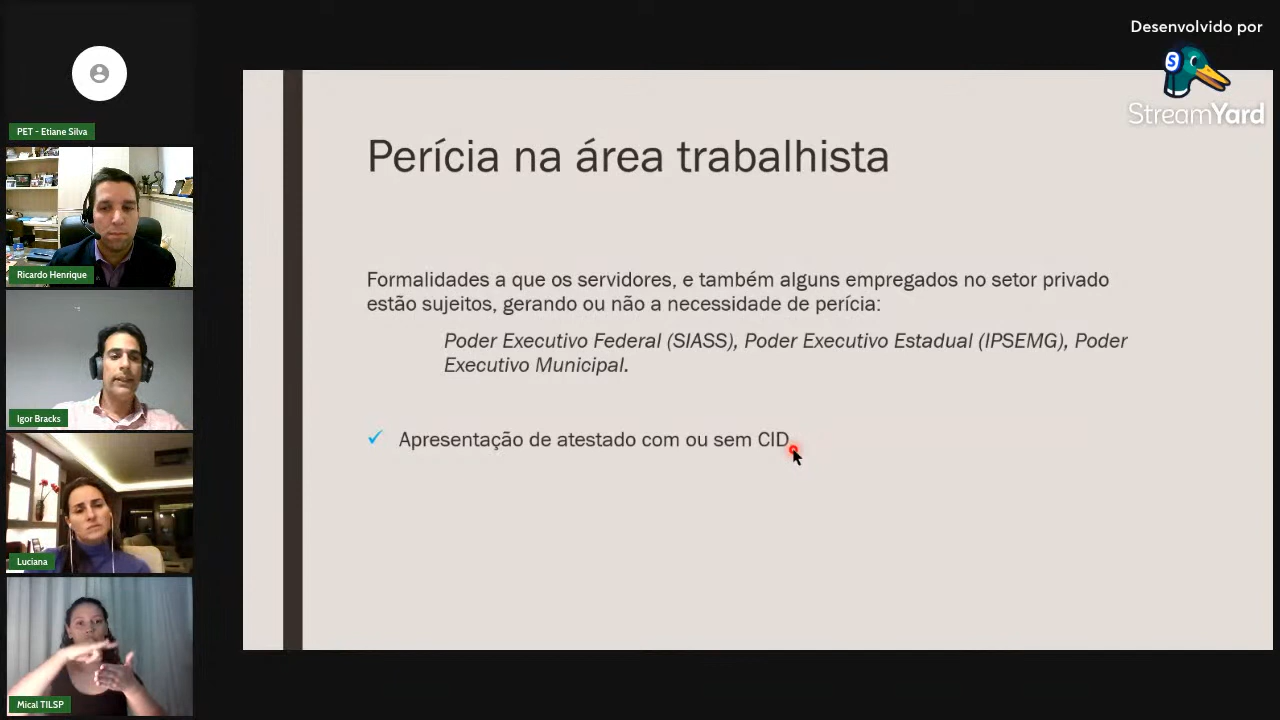 Desenvolvido por
S
StreamYard
PET - Etiane Silva
Ricardo Henrique
Igor Bracks
Luciana
Mical TILSP
Perícia na área trabalhista
Formalidades a que os servidores, e também alguns empregados no setor privado
estão sujeitos, gerando ou não a necessidade de perícia:
Poder Executivo Federal (SIASS), Poder Executivo Estadual (IPSEMG), Poder
Executivo Municipal.
✓ Apresentação de atestado com ou sem CID